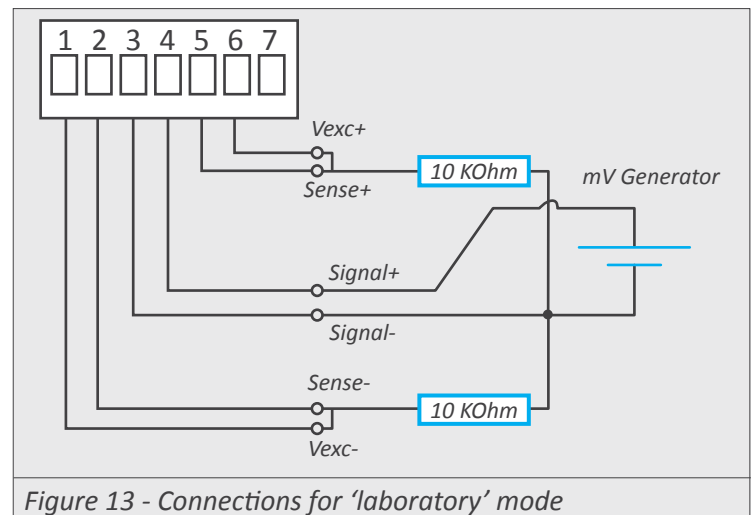 1 2 3 4 5 6 7
Vexc+
Sense+
10 KOhm
mV Generator
Signal+
Signal-
Sense-
10 KOhm
Vexc-
Figure 13 - Connections for ‘laboratory’ mode